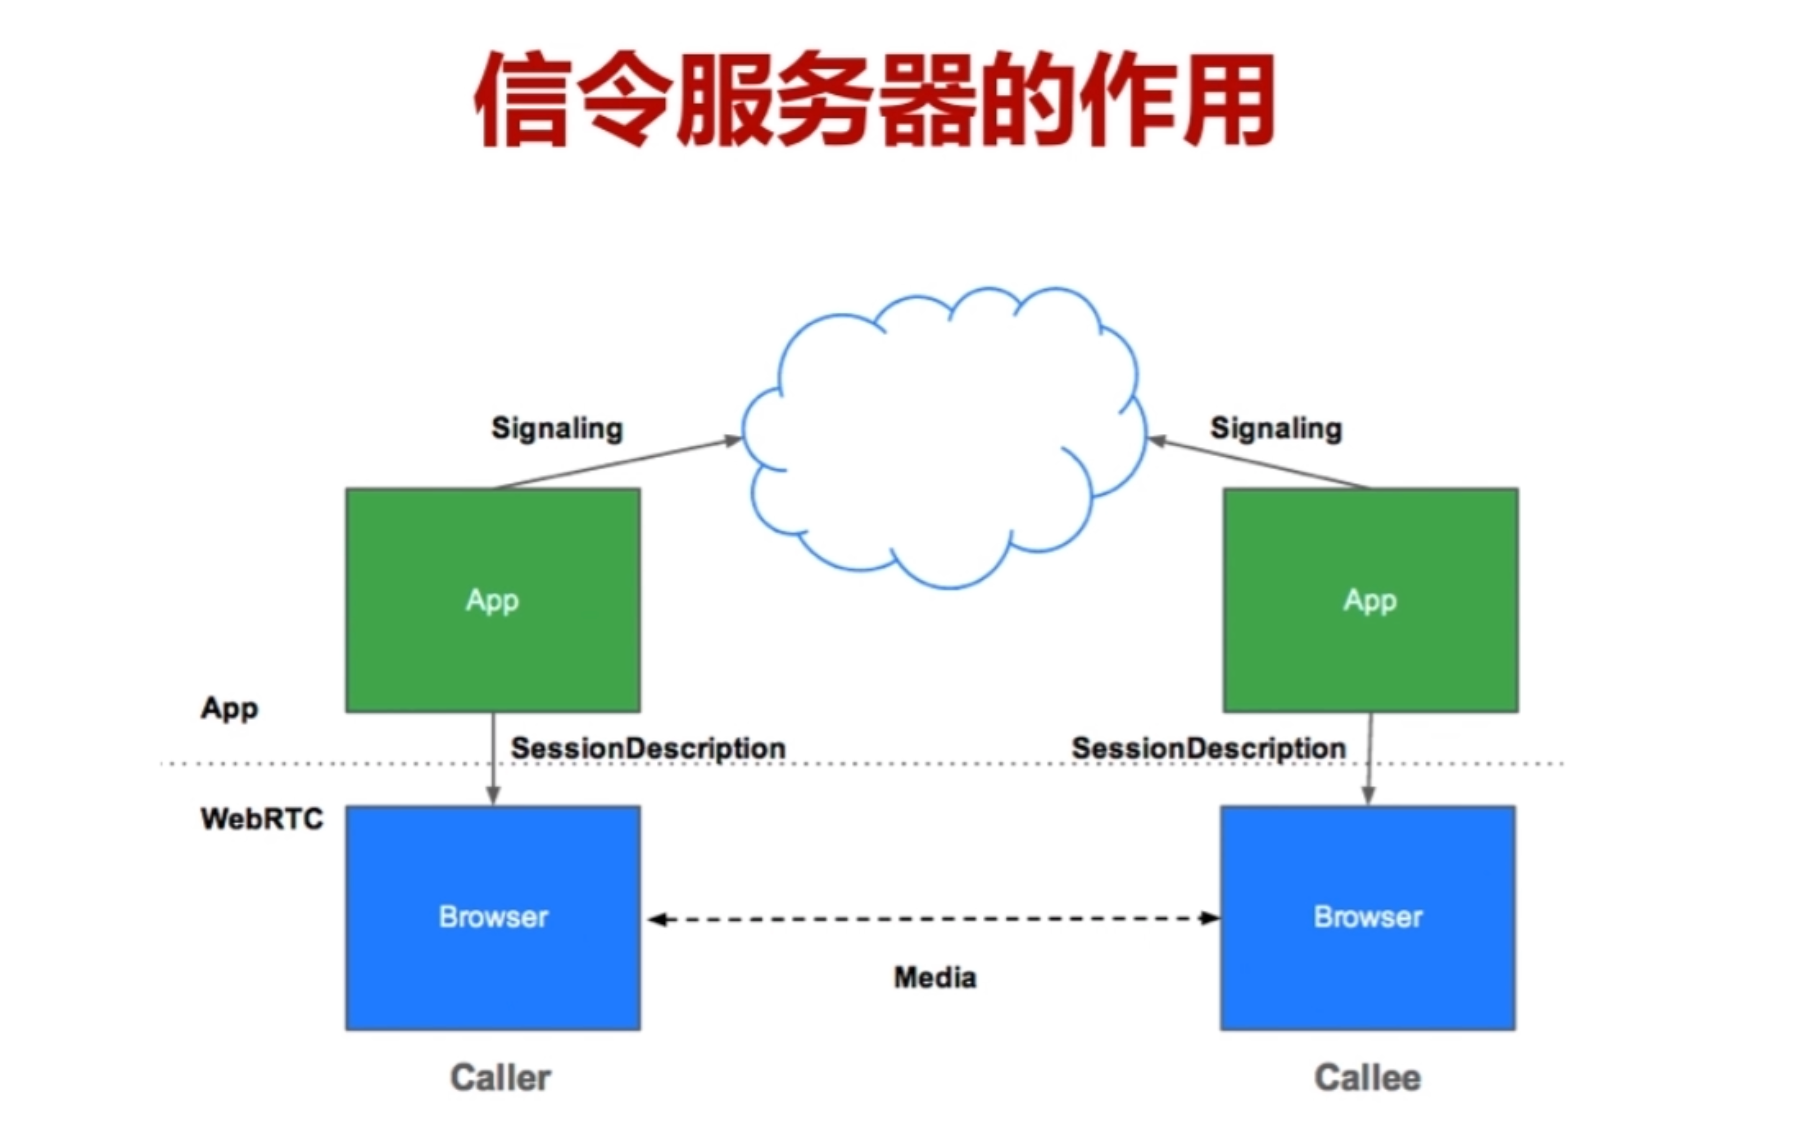 信令服务器的作用
Signaling
Signaling
App
App
App
SessionDescription
SessionDescription
WebRTC
Browser
Browser
Media
Caller
Callee